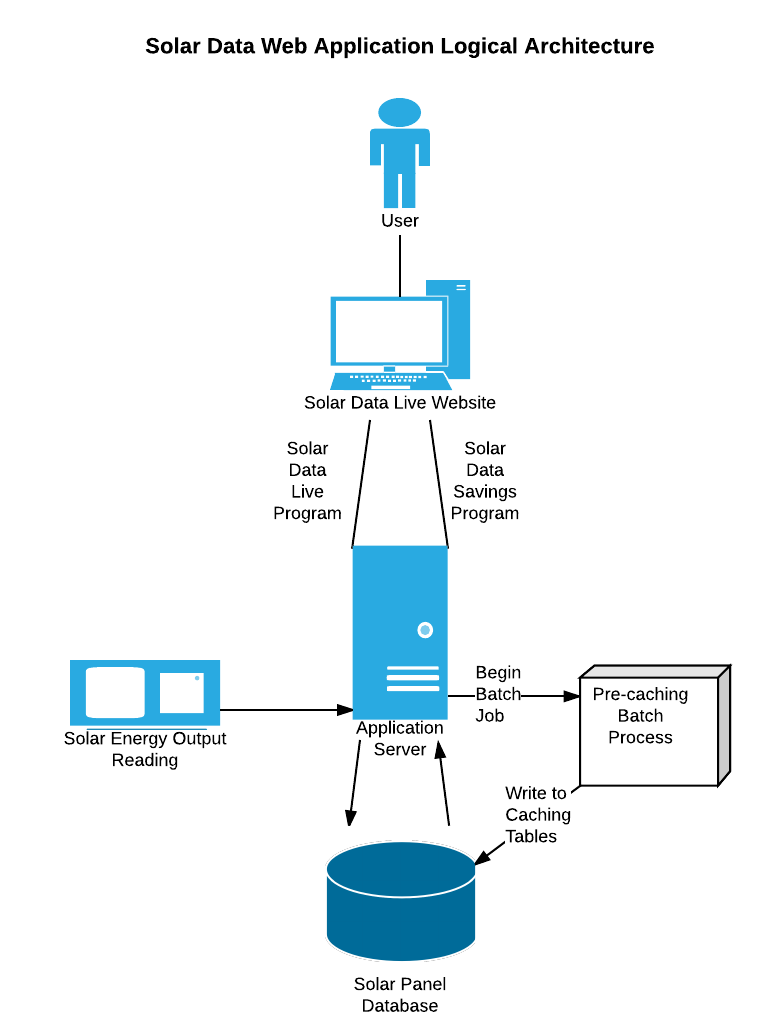 Solar Data Web Application Logical Architecture
User
Solar Data Live Website
Solar
Data
Live
Program
Solar
Data
Savings
Program
Begin
Batch
Job
Pre-caching
Batch
Process
Application
Server
Solar Energy Output
Reading
Write to
Caching
Tables
Solar Panel
Database